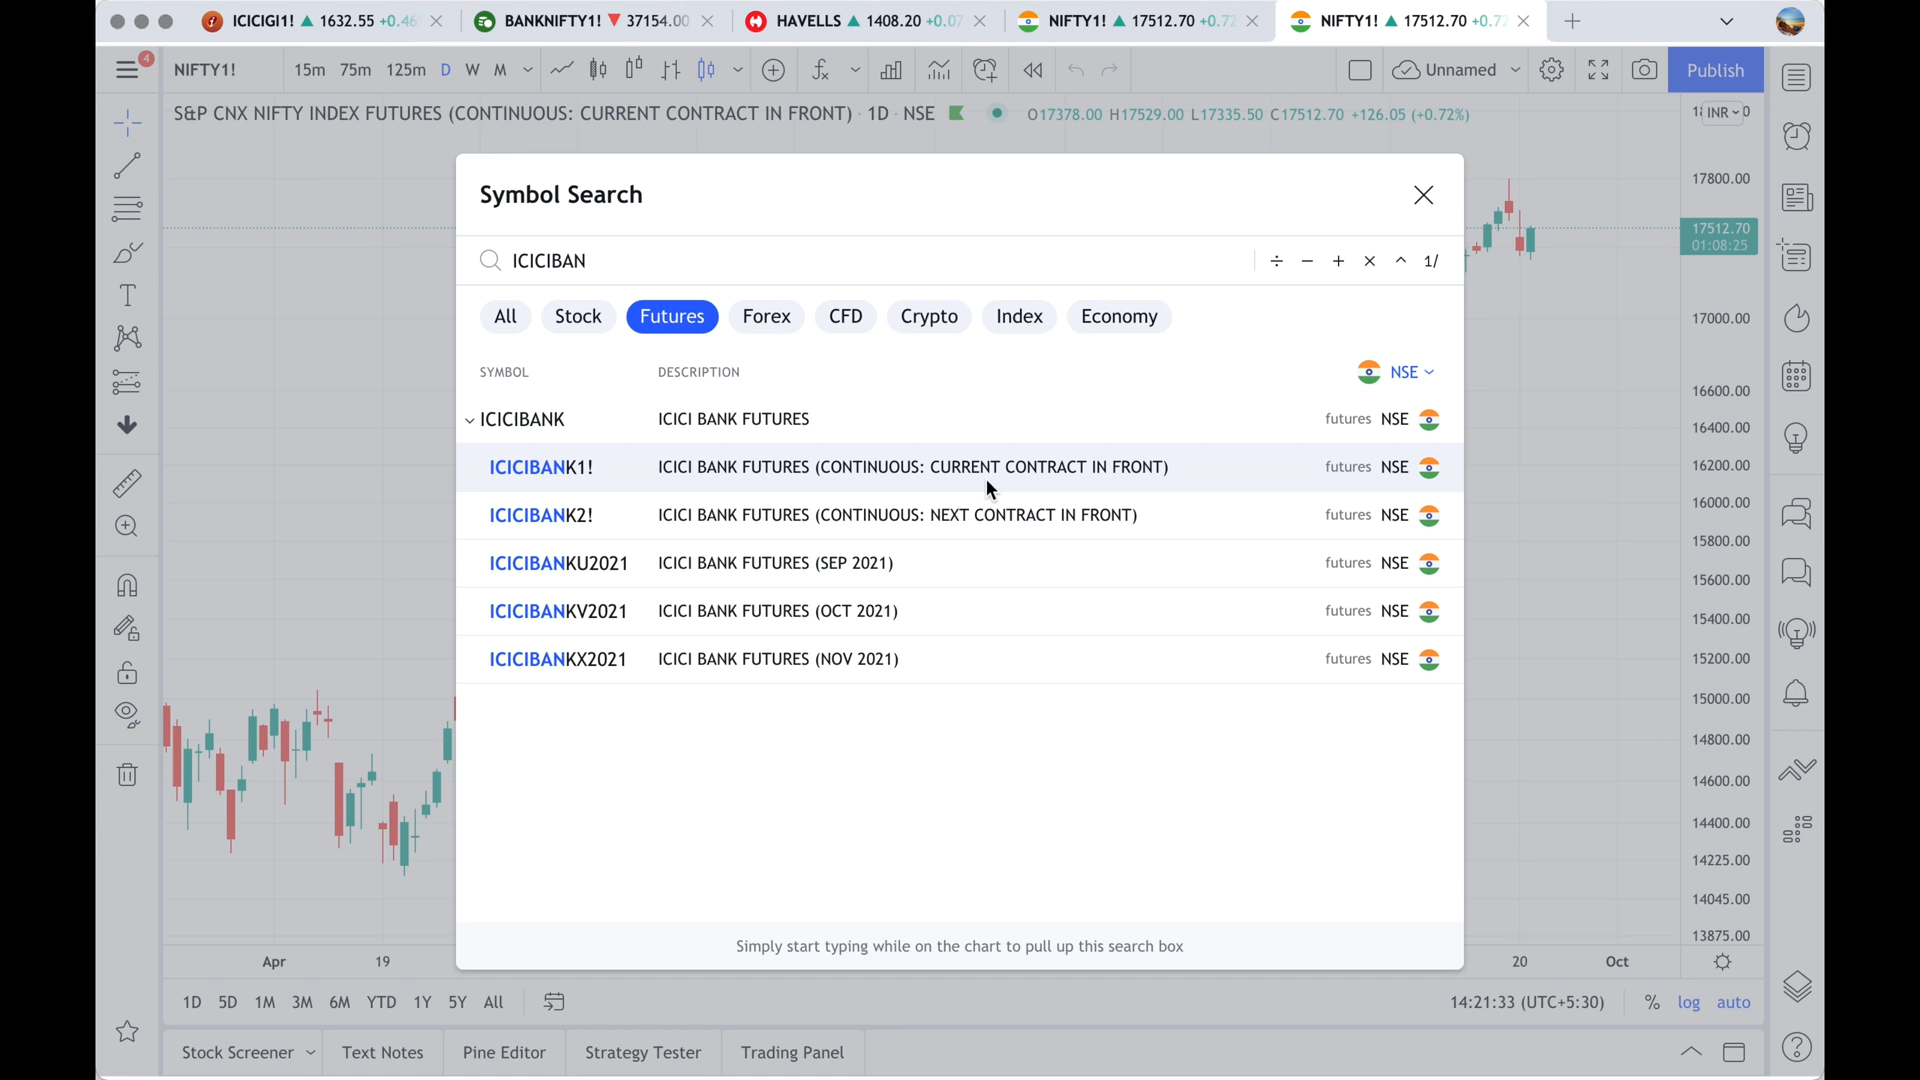 ICICIGI1! ▲ 1632.55 +0.46
BANKNIFTY1! ▼ 37154.00
HAVELLS ▲ 1408.20 +0.07
NIFTY1! ▲ 17512.70 +0.72
NIFTY1! ▲ 17512.70 +0.72
4
NIFTY1! 15m 75m 125m D W M Unnamed Publish
S&P CNX NIFTY INDEX FUTURES (CONTINUOUS: CURRENT CONTRACT IN FRONT) · 1D · NSE O17378.00 H17529.00 L17335.50 C17512.70 +126.05 (+0.72%)
INR
Symbol Search
ICICIBAN ÷ − + × ^ 1/
All Stock Futures Forex CFD Crypto Index Economy
SYMBOL DESCRIPTION NSE
ICICIBANK ICICI BANK FUTURES futures NSE
ICICIBANK1! ICICI BANK FUTURES (CONTINUOUS: CURRENT CONTRACT IN FRONT) futures NSE
ICICIBANK2! ICICI BANK FUTURES (CONTINUOUS: NEXT CONTRACT IN FRONT) futures NSE
ICICIBANKU2021 ICICI BANK FUTURES (SEP 2021) futures NSE
ICICIBANKV2021 ICICI BANK FUTURES (OCT 2021) futures NSE
ICICIBANKX2021 ICICI BANK FUTURES (NOV 2021) futures NSE
Simply start typing while on the chart to pull up this search box
17800.00
17512.70
01:08:25
17000.00
16600.00
16400.00
16200.00
16000.00
15800.00
15600.00
15400.00
15200.00
15000.00
14800.00
14600.00
14400.00
14225.00
14045.00
13875.00
Apr 19 20 Oct
1D 5D 1M 3M 6M YTD 1Y 5Y All 14:21:33 (UTC+5:30) % log auto
Stock Screener Text Notes Pine Editor Strategy Tester Trading Panel